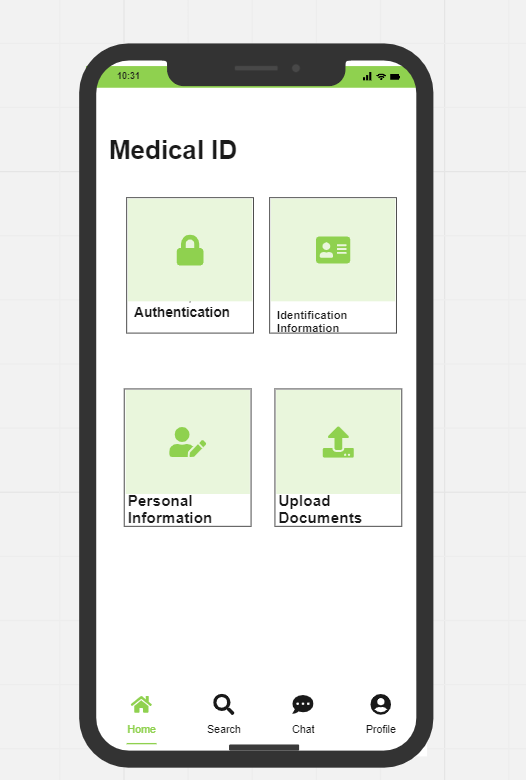 10:31
Medical ID
Authentication
Identification
Information
Personal
Information
Upload
Documents
Home
Search
Chat
Profile